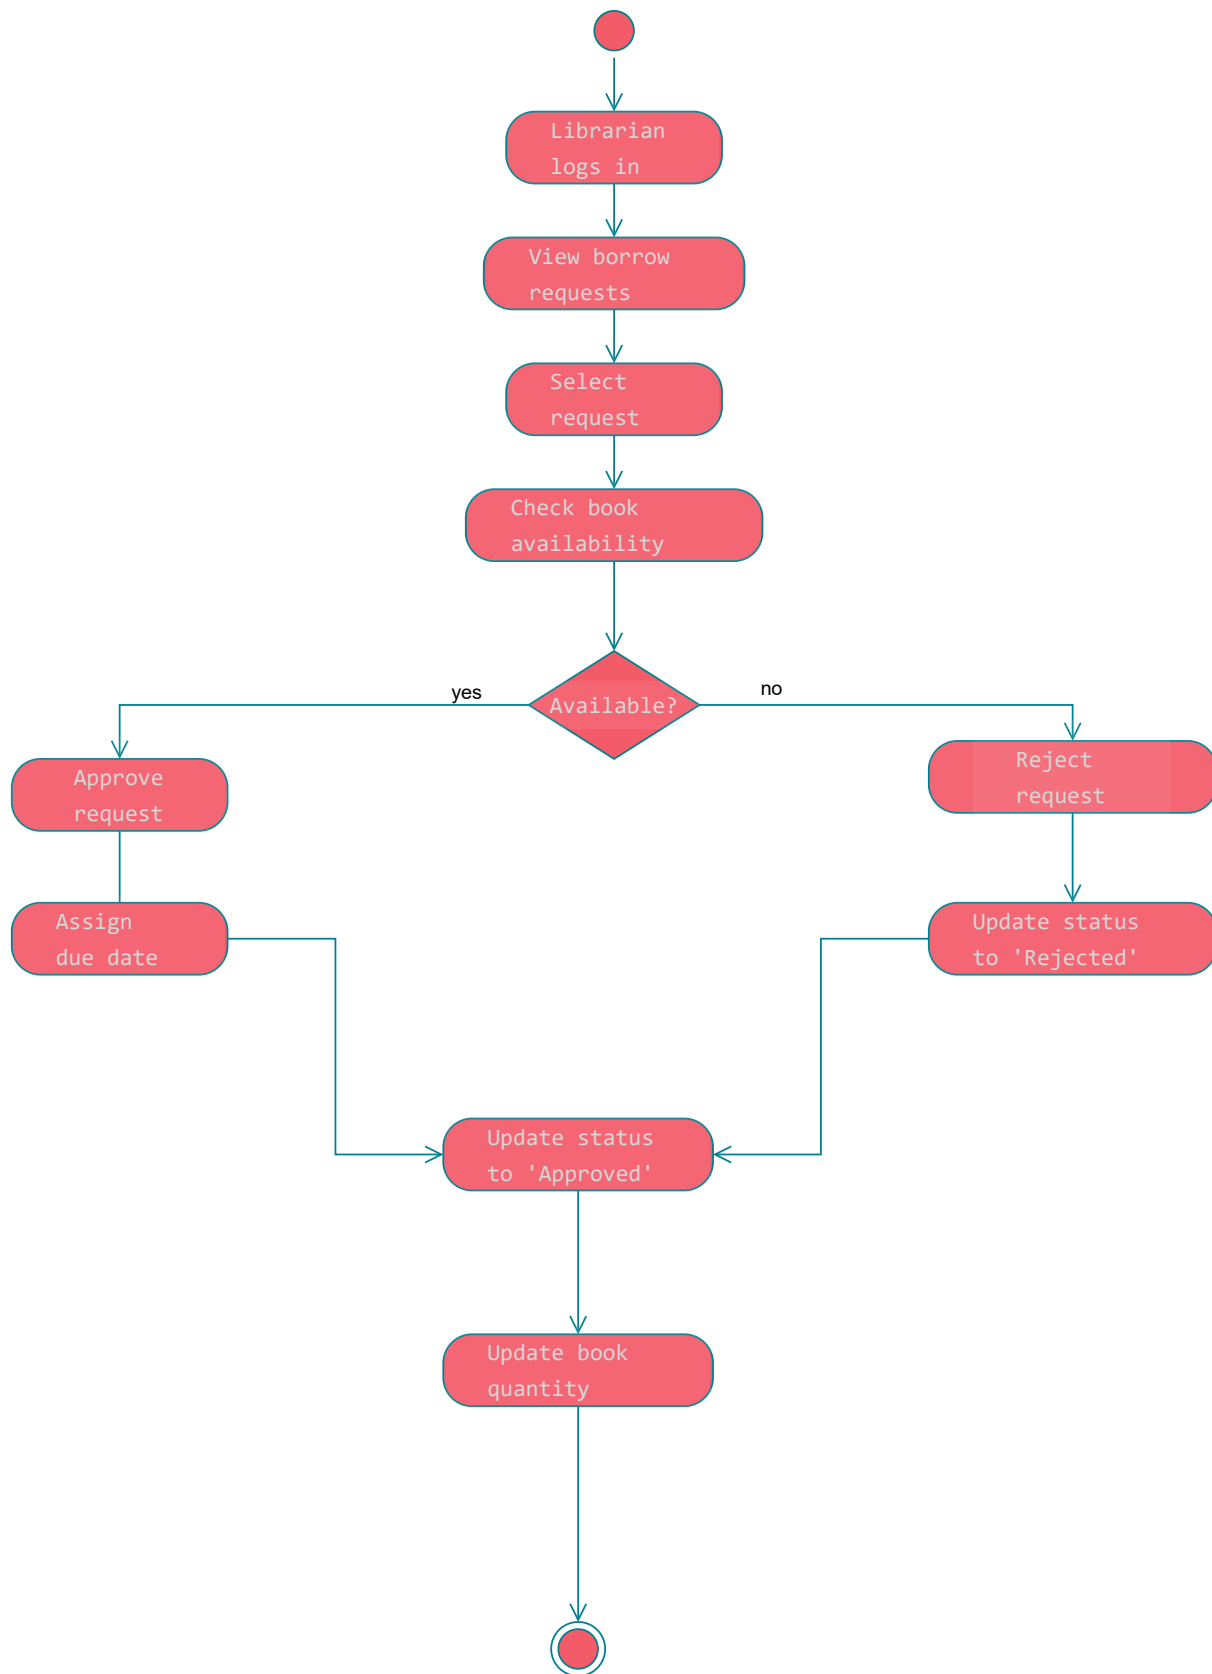 Librarian
logs in
View borrow
requests
Select
request
Check book
availability
yes
Available?
no
Approve
request
Reject
request
Assign
due date
Update status
to 'Rejected'
Update status
to 'Approved'
Update book
quantity